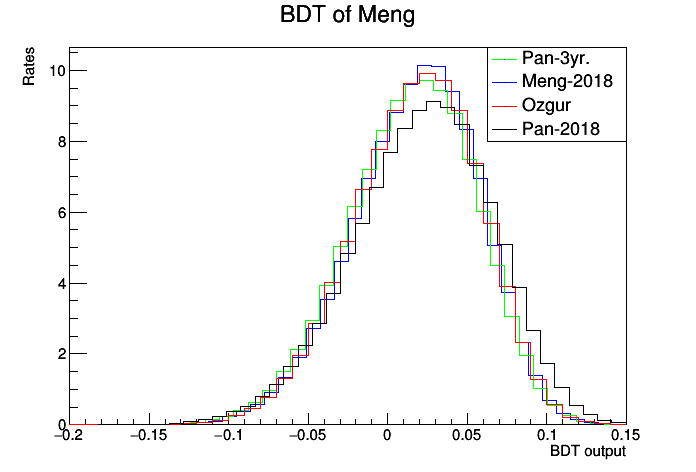 BDT of Meng
Rates
Pan-3yr.
Meng-2018
Ozgur
Pan-2018
10
8
6
4
2
0
−0.2 −0.15 −0.1 −0.05 0 0.05 0.1 0.15
BDT output